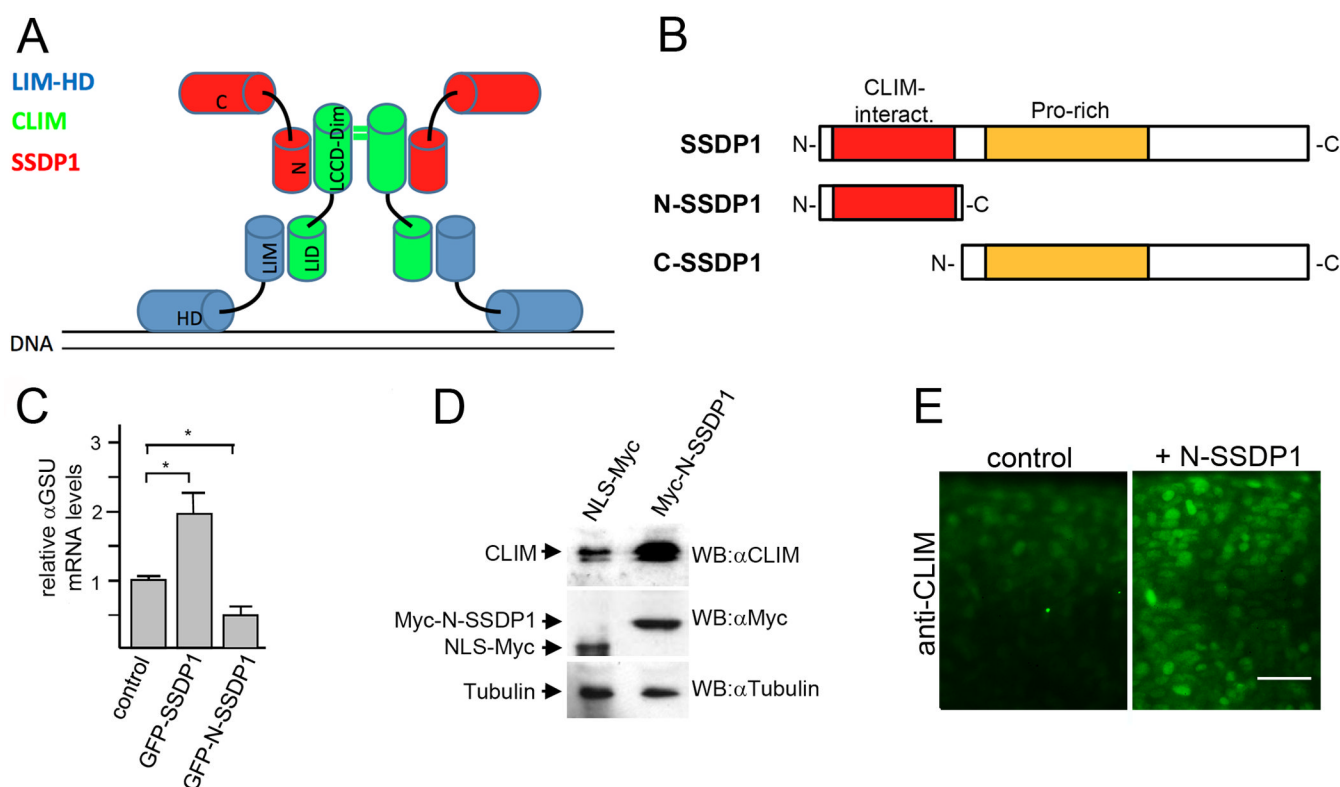 A
LIM-HD
CLIM
SSDP1
C
N
LCCD-Dim
LIM
LID
HD
DNA
B
CLIM-
interact.
Pro-rich
SSDP1 N- -C
N-SSDP1 N- -C
C-SSDP1 N- -C
C
relative αGSU
mRNA levels
3
2
1
*
*
control
GFP-SSDP1
GFP-N-SSDP1
D
NLS-Myc
Myc-N-SSDP1
CLIM WB:αCLIM
Myc-N-SSDP1 WB:αMyc
NLS-Myc
Tubulin WB:αTubulin
E
control + N-SSDP1
anti-CLIM